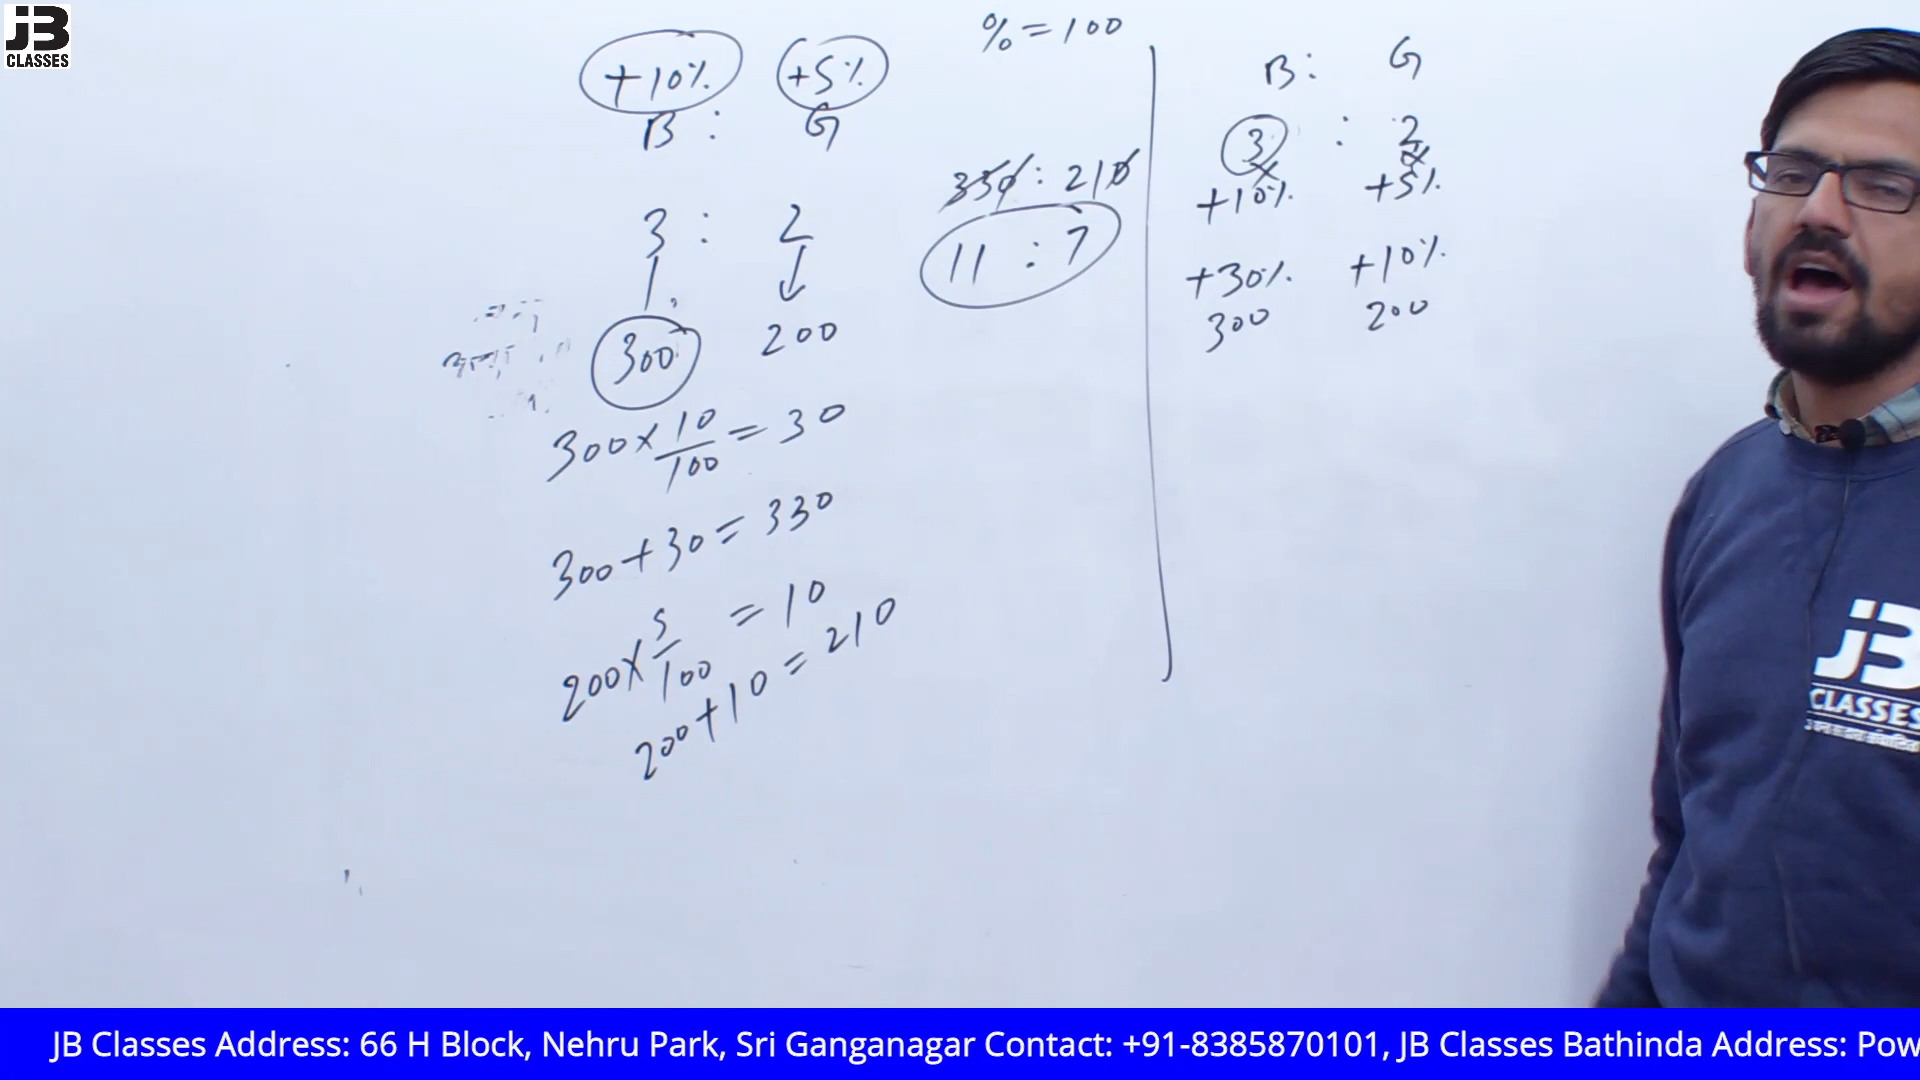 JB
CLASSES
% = 100
+10% +5%
B : G
3 : 2
300 200
300 × 10/100 = 30
300 + 30 = 330
200 × 5/100 = 10
200 + 10 = 210
330 : 210
11 : 7
B : G
3 : 2
× ×
+10% +5%
+30% +10%
300 200
JB
CLASSES
JB Classes Address: 66 H Block, Nehru Park, Sri Ganganagar Contact: +91-8385870101, JB Classes Bathinda Address: Pow